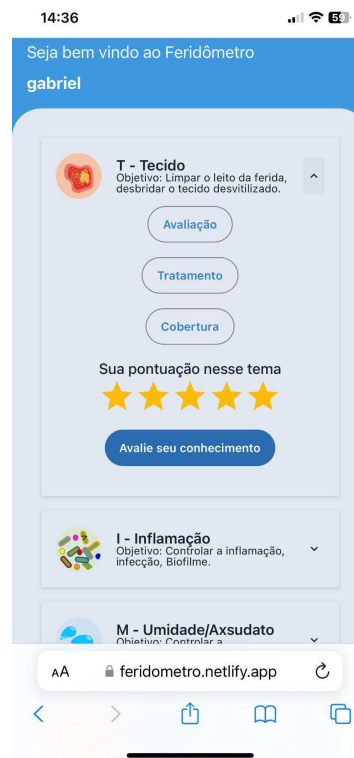 14:36
59
Seja bem vindo ao Feridômetro
gabriel
T - Tecido
Objetivo: Limpar o leito da ferida,
desbridar o tecido desvitilizado.
Avaliação
Tratamento
Cobertura
Sua pontuação nesse tema
Avalie seu conhecimento
I - Inflamação
Objetivo: Controlar a inflamação,
infecção, Biofilme.
M - Umidade/Axsudato
Objetivo: Controlar a
AA feridometro.netlify.app